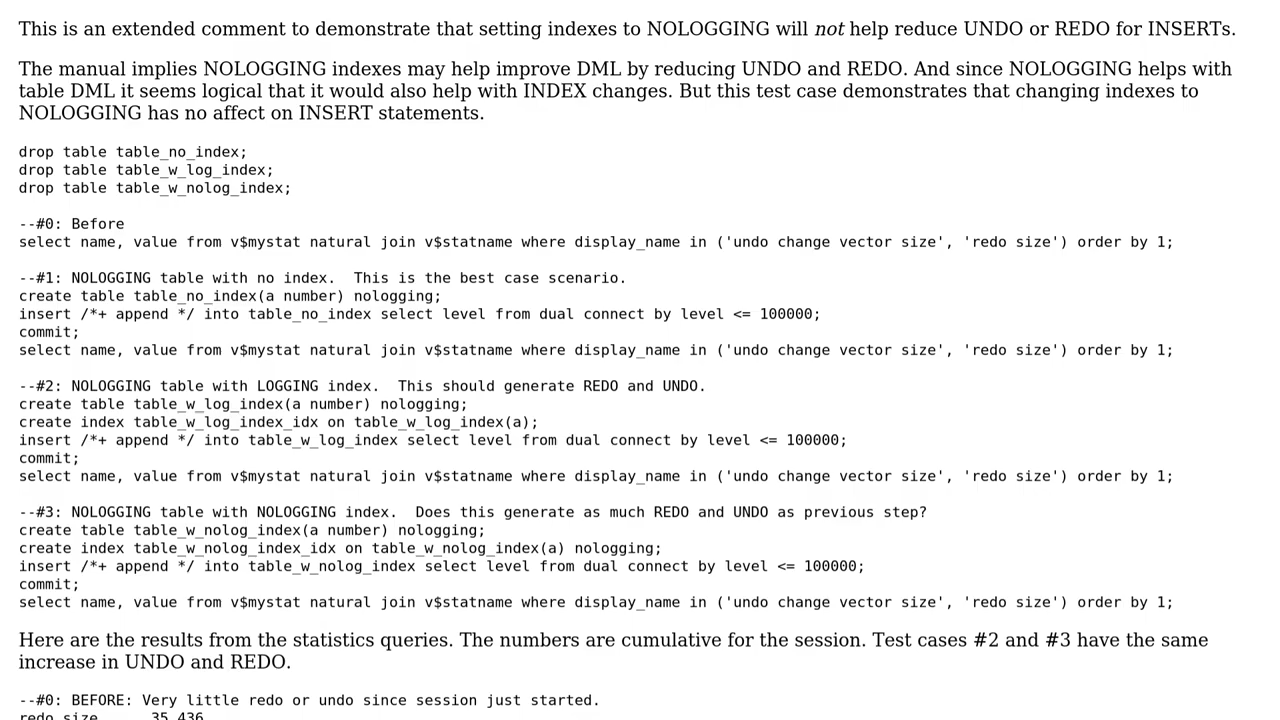 This is an extended comment to demonstrate that setting indexes to NOLOGGING will not help reduce UNDO or REDO for INSERTs.
The manual implies NOLOGGING indexes may help improve DML by reducing UNDO and REDO. And since NOLOGGING helps with
table DML it seems logical that it would also help with INDEX changes. But this test case demonstrates that changing indexes to
NOLOGGING has no affect on INSERT statements.
drop table table_no_index;
drop table table_w_log_index;
drop table table_w_nolog_index;
--#0: Before
select name, value from v$mystat natural join v$statname where display_name in ('undo change vector size', 'redo size') order by 1;
--#1: NOLOGGING table with no index.  This is the best case scenario.
create table table_no_index(a number) nologging;
insert /*+ append */ into table_no_index select level from dual connect by level <= 100000;
commit;
select name, value from v$mystat natural join v$statname where display_name in ('undo change vector size', 'redo size') order by 1;
--#2: NOLOGGING table with LOGGING index.  This should generate REDO and UNDO.
create table table_w_log_index(a number) nologging;
create index table_w_log_index_idx on table_w_log_index(a);
insert /*+ append */ into table_w_log_index select level from dual connect by level <= 100000;
commit;
select name, value from v$mystat natural join v$statname where display_name in ('undo change vector size', 'redo size') order by 1;
--#3: NOLOGGING table with NOLOGGING index.  Does this generate as much REDO and UNDO as previous step?
create table table_w_nolog_index(a number) nologging;
create index table_w_nolog_index_idx on table_w_nolog_index(a) nologging;
insert /*+ append */ into table_w_nolog_index select level from dual connect by level <= 100000;
commit;
select name, value from v$mystat natural join v$statname where display_name in ('undo change vector size', 'redo size') order by 1;
Here are the results from the statistics queries. The numbers are cumulative for the session. Test cases #2 and #3 have the same
increase in UNDO and REDO.
--#0: BEFORE: Very little redo or undo since session just started.
redo size      35,436